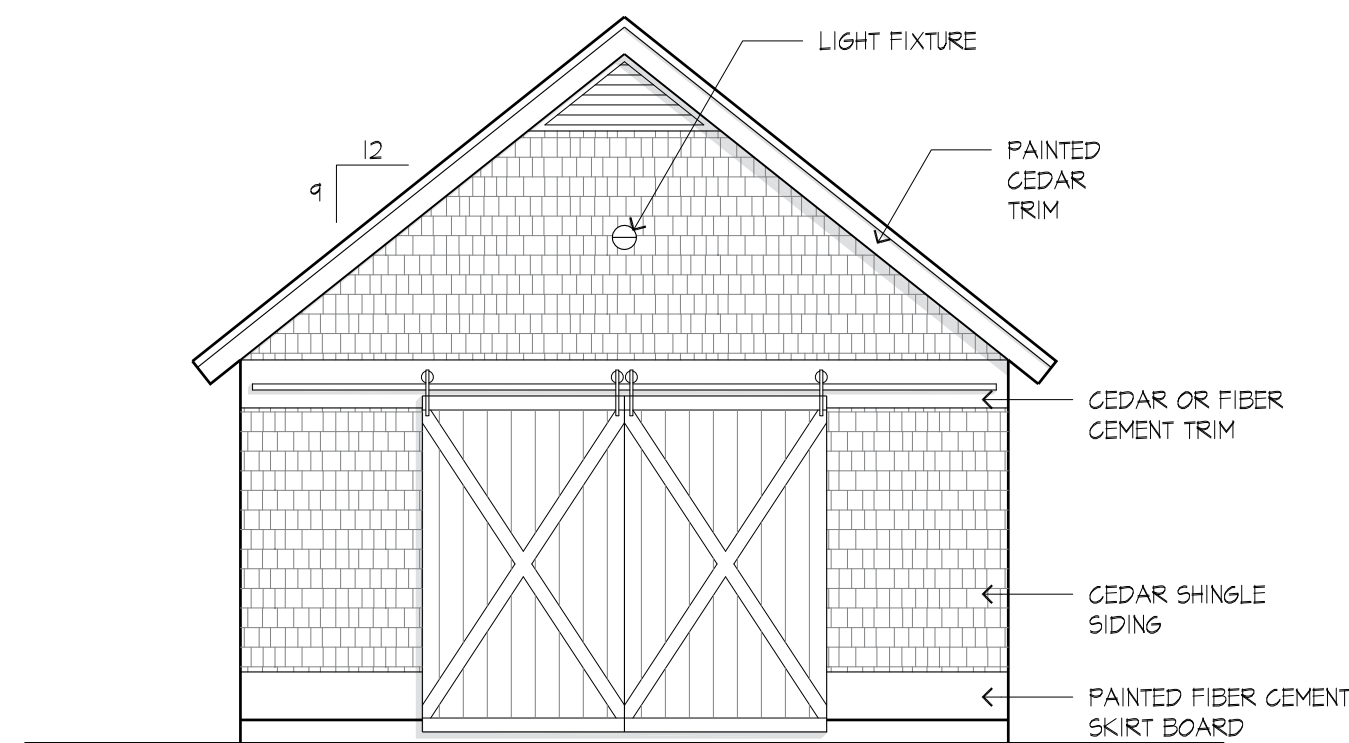 LIGHT FIXTURE
12
9
PAINTED
CEDAR
TRIM
CEDAR OR FIBER
CEMENT TRIM
CEDAR SHINGLE
SIDING
PAINTED FIBER CEMENT
SKIRT BOARD